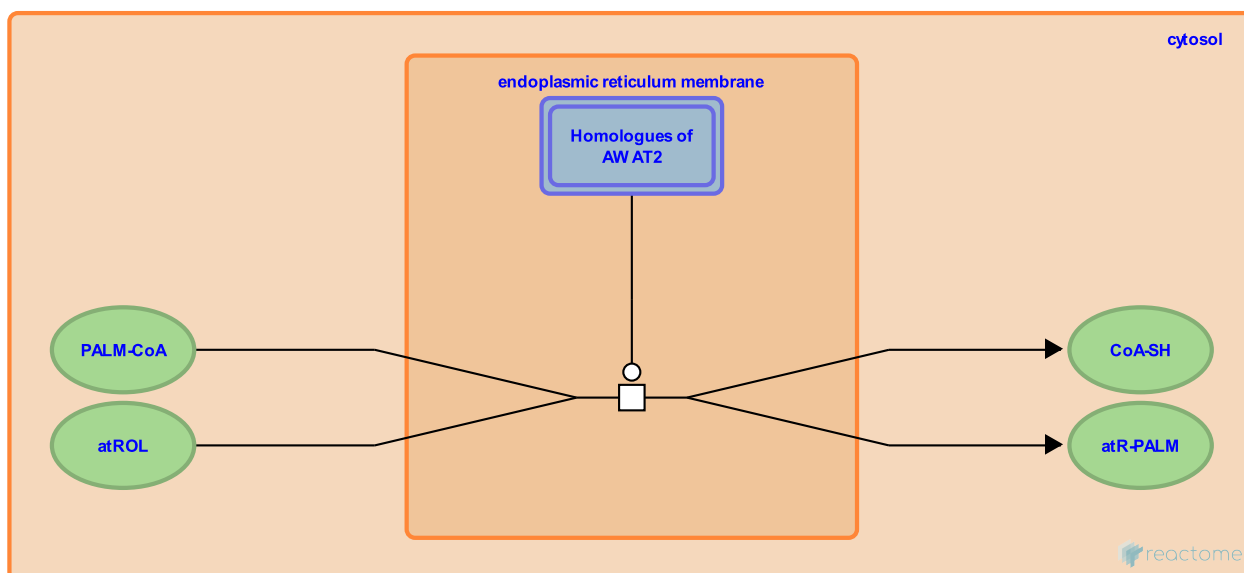 cytosol
endoplasmic reticulum membrane
Homologues of
AWAT2
PALM-CoA
CoA-SH
atROL
atR-PALM
reactome